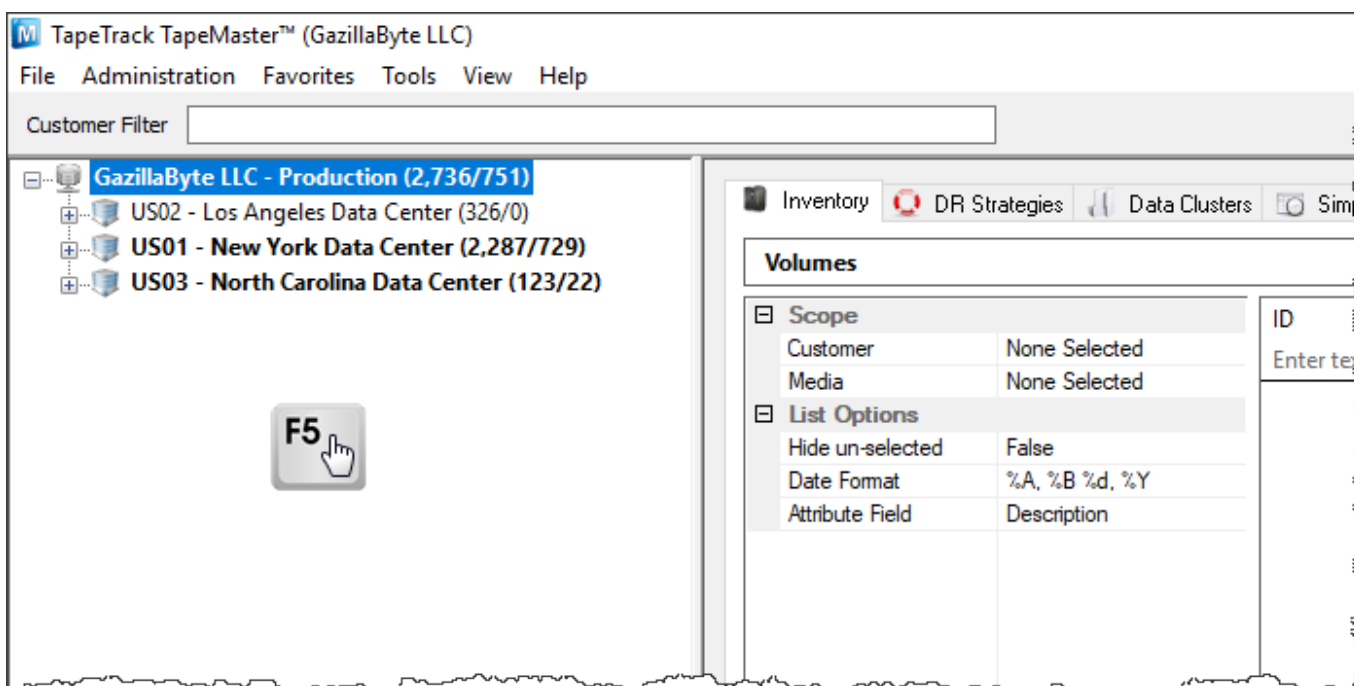 TapeTrack TapeMaster™ (GazillaByte LLC)
File Administration Favorites Tools View Help
Customer Filter
GazillaByte LLC - Production (2,736/751)
US02 - Los Angeles Data Center (326/0)
US01 - New York Data Center (2,287/729)
US03 - North Carolina Data Center (123/22)
F5
Inventory DR Strategies Data Clusters
Volumes
Scope
Customer None Selected
Media None Selected
List Options
Hide un-selected False
Date Format %A, %B %d, %Y
Attribute Field Description
ID
Enter